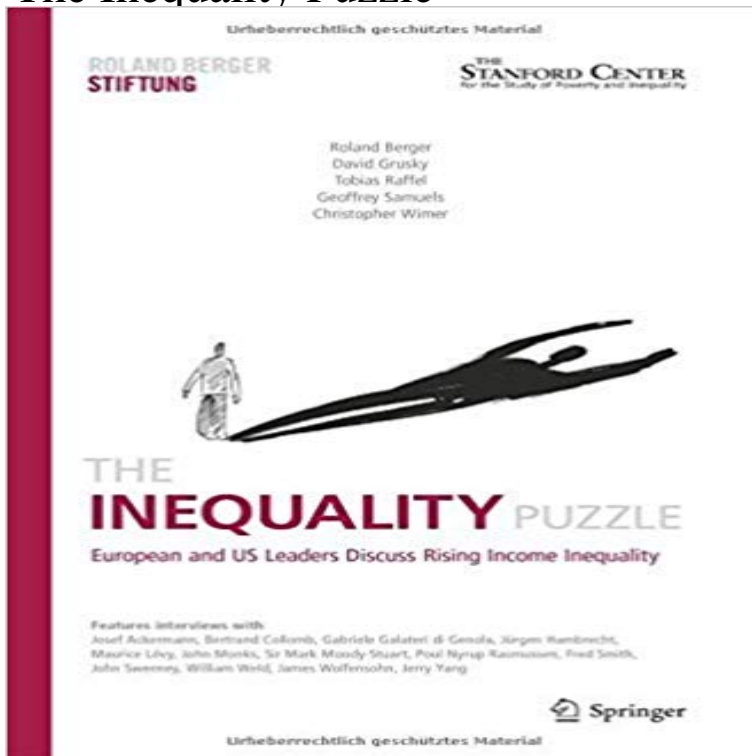 The Inequality Puzzle
Urheberrechtlich geschütztes Material
ROLAND BERGER
STIFTUNG
THE
STANFORD CENTER
for the Study of Poverty and Inequality
Roland Berger
David Grusky
Tobias Raffel
Geoffrey Samuels
Christopher Wimer
THE
INEQUALITY PUZZLE
European and US Leaders Discuss Rising Income Inequality
Features interviews with
Josef Ackermann, Bertrand Collomb, Gabriele Galateri di Genola, Jürgen Hambrecht,
Maurice Lévy, John Monks, Sir Mark Moody Stuart, Poul Nyrup Rasmussen, Fred Smith,
John Sweeney, William Weld, James Wolfensohn, Jerry Yang
Springer
Urheberrechtlich geschütztes Material